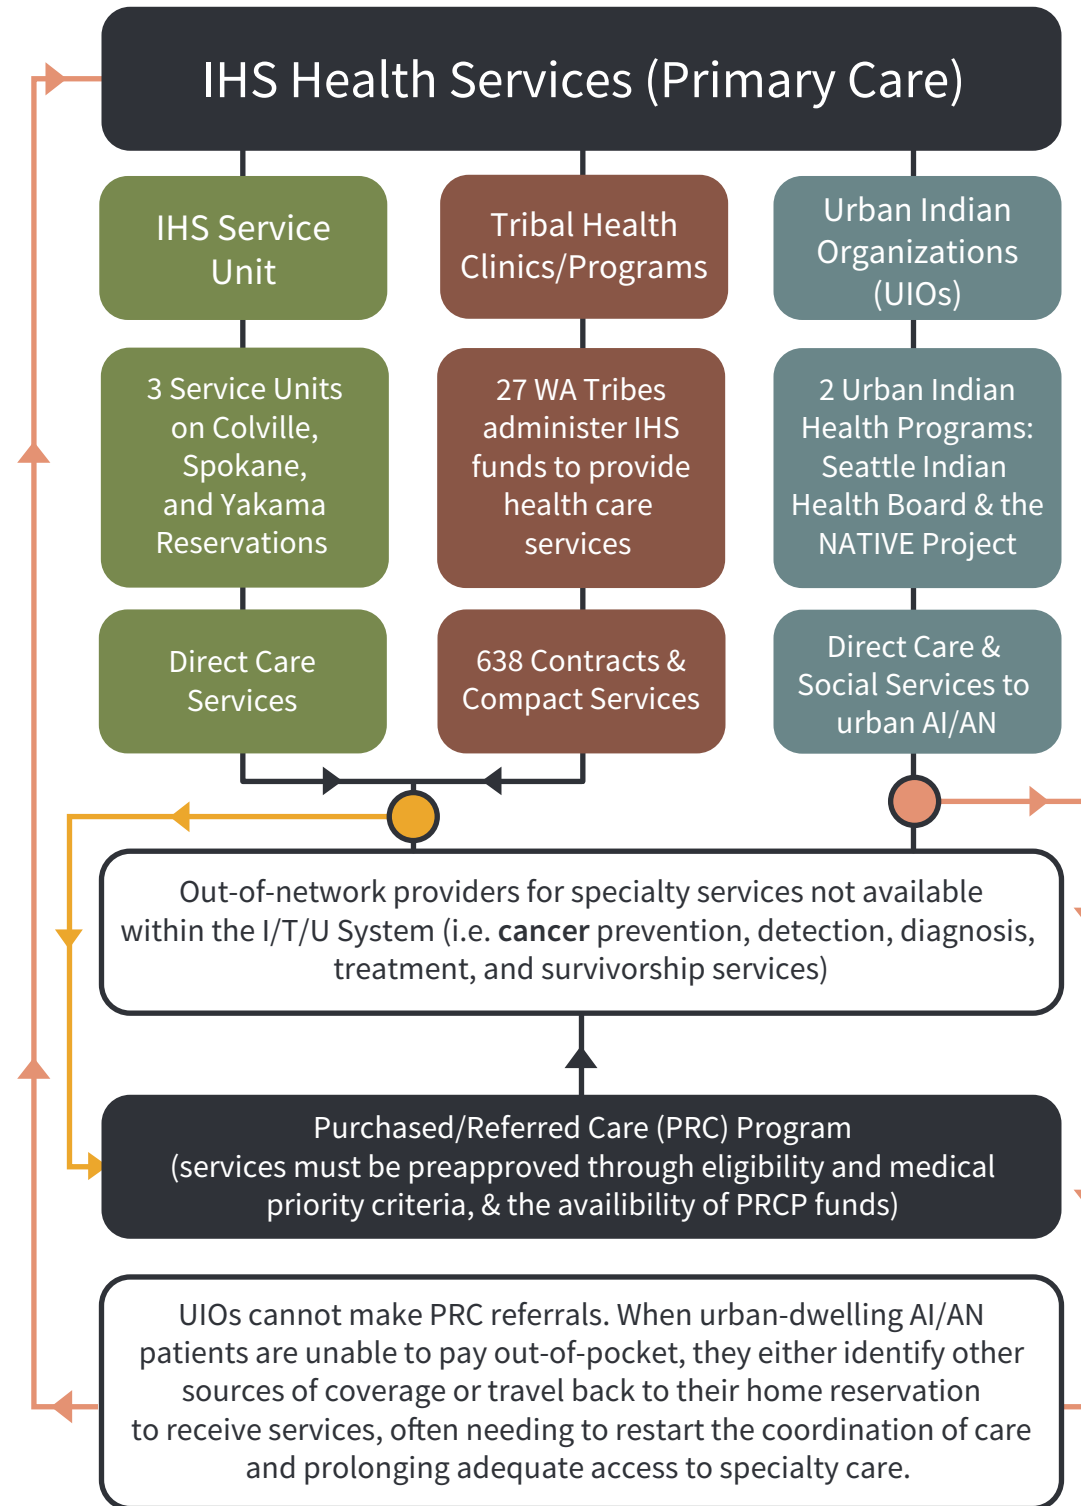 IHS Health Services (Primary Care)
IHS Service
Unit
Tribal Health
Clinics/Programs
Urban Indian
Organizations
(UIOs)
3 Service Units
on Colville,
Spokane,
and Yakama
Reservations
27 WA Tribes
administer IHS
funds to provide
health care
services
2 Urban Indian
Health Programs:
Seattle Indian
Health Board & the
NATIVE Project
Direct Care
Services
638 Contracts &
Compact Services
Direct Care &
Social Services to
urban AI/AN
Out-of-network providers for specialty services not available
within the I/T/U System (i.e. cancer prevention, detection, diagnosis,
treatment, and survivorship services)
Purchased/Referred Care (PRC) Program
(services must be preapproved through eligibility and medical
priority criteria, & the availibility of PRCP funds)
UIOs cannot make PRC referrals. When urban-dwelling AI/AN
patients are unable to pay out-of-pocket, they either identify other
sources of coverage or travel back to their home reservation
to receive services, often needing to restart the coordination of care
and prolonging adequate access to specialty care.